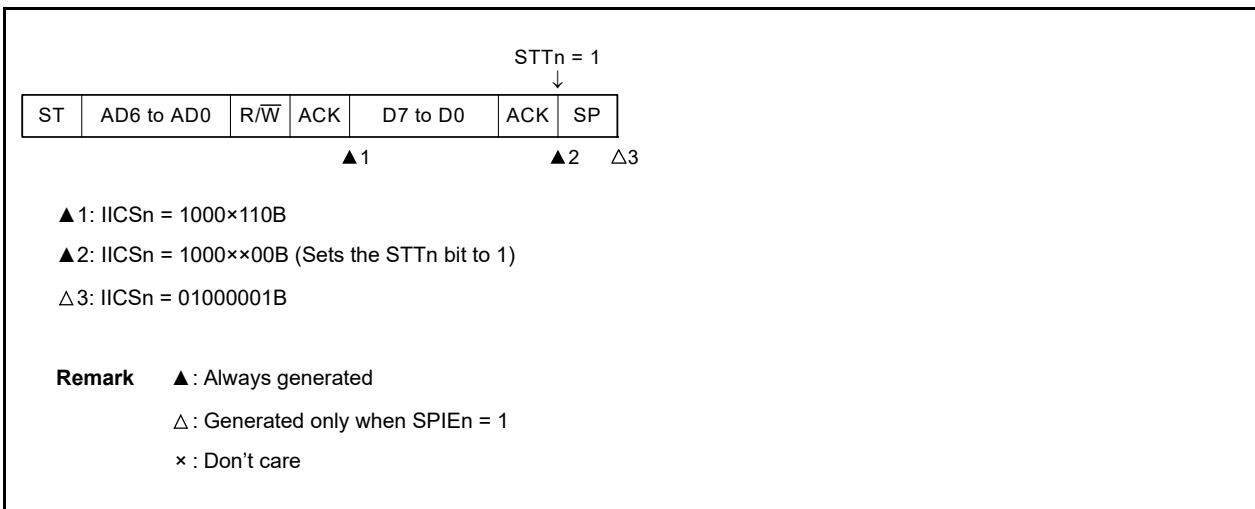 STTn = 1
↓
ST AD6 to AD0 R/W̅ ACK D7 to D0 ACK SP
▲1 ▲2 △3
▲1: IICSn = 1000×110B
▲2: IICSn = 1000××00B (Sets the STTn bit to 1)
△3: IICSn = 01000001B
Remark ▲: Always generated
△: Generated only when SPIEn = 1
×: Don't care